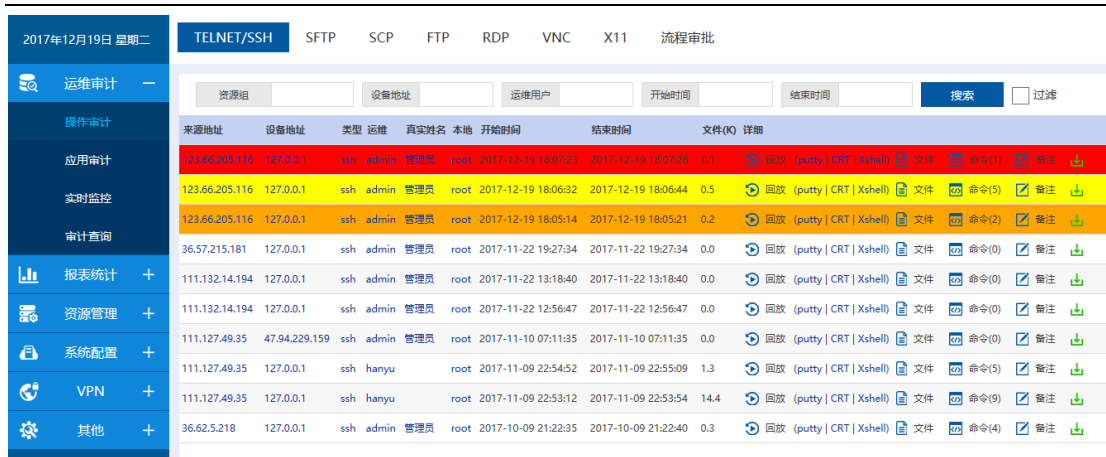 2017年12月19日 星期二
TELNET/SSH SFTP SCP FTP RDP VNC X11 流程审批
运维审计
操作审计
应用审计
实时监控
审计查询
报表统计
资源管理
系统配置
VPN
其他
资源组 设备地址 运维用户 开始时间 结束时间 搜索 过滤
来源地址 设备地址 类型 运维 真实姓名 本地 开始时间 结束时间 文件(K) 详细
123.66.205.116 127.0.0.1 ssh admin 管理员 root 2017-12-19 18:07:23 2017-12-19 18:07:28 0.1 回放 (putty | CRT | Xshell) 文件 命令(1) 备注
123.66.205.116 127.0.0.1 ssh admin 管理员 root 2017-12-19 18:06:32 2017-12-19 18:06:44 0.5 回放 (putty | CRT | Xshell) 文件 命令(5) 备注
123.66.205.116 127.0.0.1 ssh admin 管理员 root 2017-12-19 18:05:14 2017-12-19 18:05:21 0.2 回放 (putty | CRT | Xshell) 文件 命令(2) 备注
36.57.215.181 127.0.0.1 ssh admin 管理员 root 2017-11-22 19:27:34 2017-11-22 19:27:34 0.0 回放 (putty | CRT | Xshell) 文件 命令(0) 备注
111.132.14.194 127.0.0.1 ssh admin 管理员 root 2017-11-22 13:18:40 2017-11-22 13:18:40 0.0 回放 (putty | CRT | Xshell) 文件 命令(0) 备注
111.132.14.194 127.0.0.1 ssh admin 管理员 root 2017-11-22 12:56:47 2017-11-22 12:56:47 0.0 回放 (putty | CRT | Xshell) 文件 命令(0) 备注
111.127.49.35 47.94.229.159 ssh admin 管理员 root 2017-11-10 07:11:35 2017-11-10 07:11:35 0.0 回放 (putty | CRT | Xshell) 文件 命令(0) 备注
111.127.49.35 127.0.0.1 ssh hanyu root 2017-11-09 22:54:52 2017-11-09 22:55:09 1.3 回放 (putty | CRT | Xshell) 文件 命令(5) 备注
111.127.49.35 127.0.0.1 ssh hanyu root 2017-11-09 22:53:12 2017-11-09 22:53:54 14.4 回放 (putty | CRT | Xshell) 文件 命令(9) 备注
36.62.5.218 127.0.0.1 ssh admin 管理员 root 2017-10-09 21:22:35 2017-10-09 21:22:40 0.3 回放 (putty | CRT | Xshell) 文件 命令(4) 备注